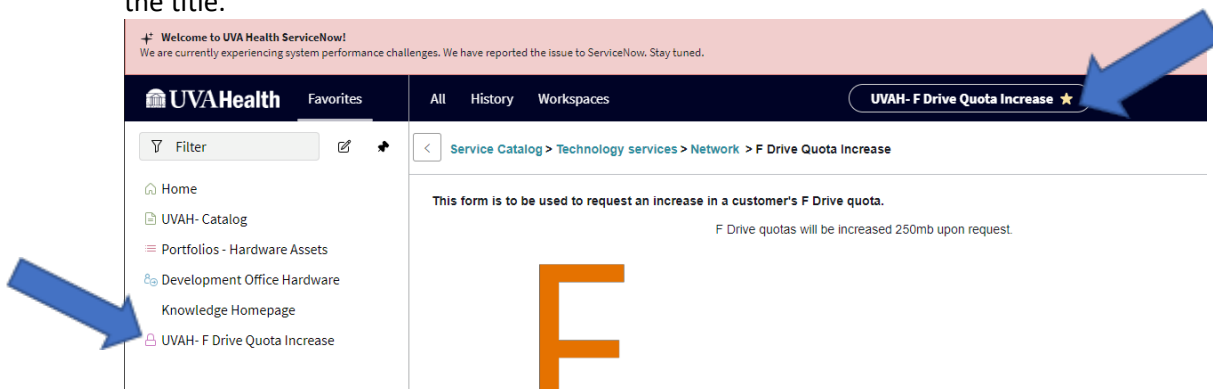 the title.
Welcome to UVA Health ServiceNow!
We are currently experiencing system performance challenges. We have reported the issue to ServiceNow. Stay tuned.
UVAHealth Favorites All History Workspaces UVAH- F Drive Quota Increase
Filter
Service Catalog > Technology services > Network > F Drive Quota Increase
Home
This form is to be used to request an increase in a customer's F Drive quota.
UVAH- Catalog
F Drive quotas will be increased 250mb upon request.
Portfolios - Hardware Assets
Development Office Hardware
Knowledge Homepage
UVAH- F Drive Quota Increase
F